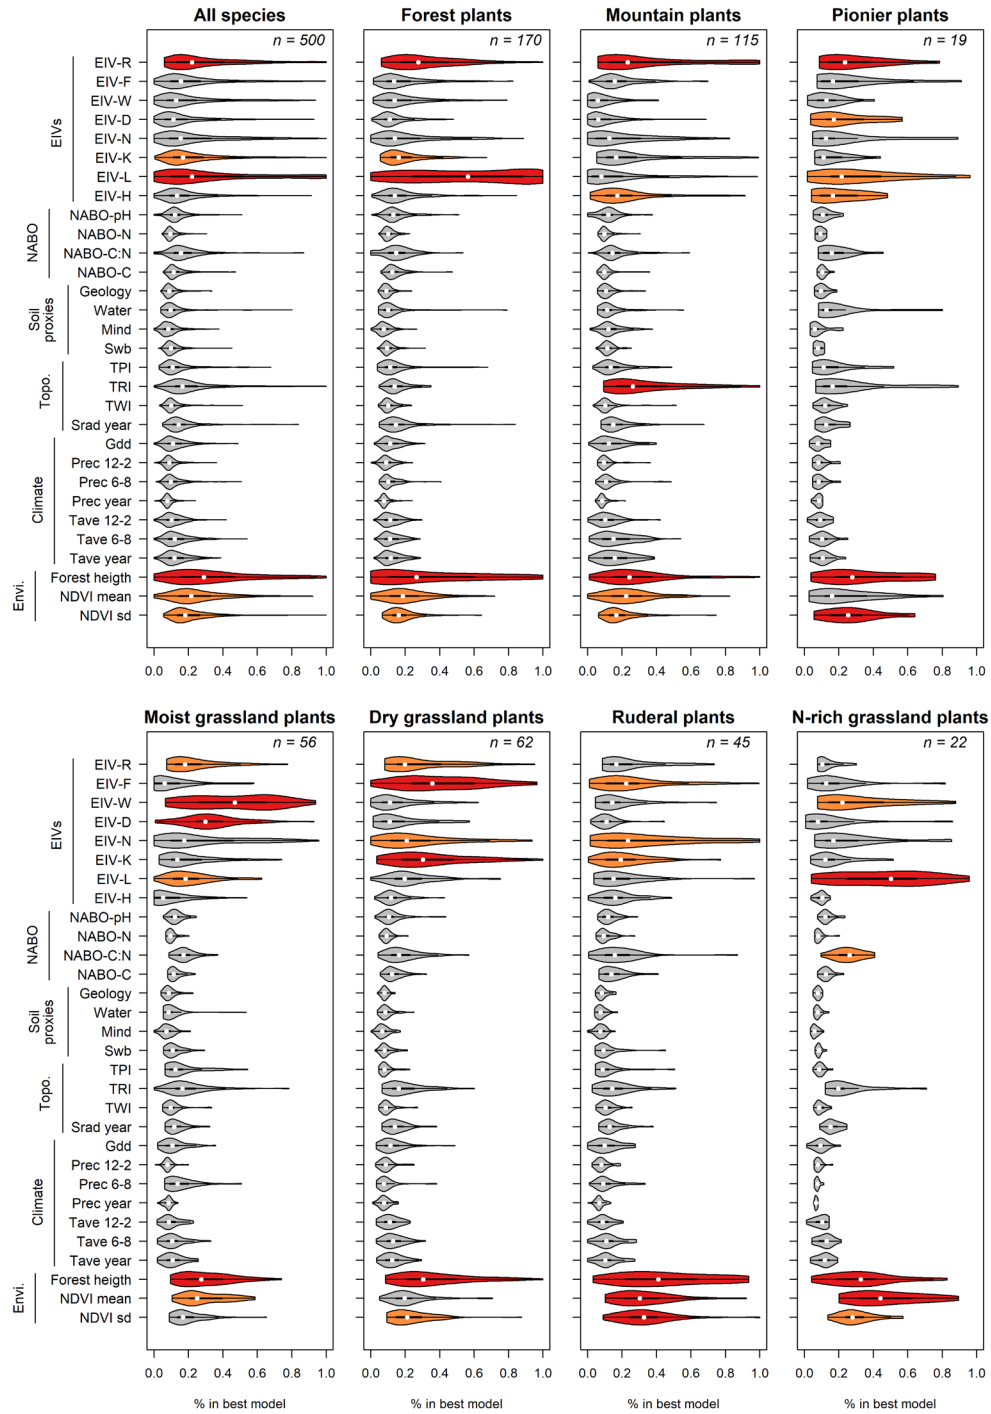 All species
Forest plants
Mountain plants
Pionier plants
n = 500
n = 170
n = 115
n = 19
EIVs
EIV-R
EIV-F
EIV-W
EIV-D
EIV-N
EIV-K
EIV-L
EIV-H
NABO
NABO-pH
NABO-N
NABO-C:N
NABO-C
Soil
proxies
Geology
Water
Mind
Swb
Topo.
TPI
TRI
TWI
Srad year
Climate
Gdd
Prec 12-2
Prec 6-8
Prec year
Tave 12-2
Tave 6-8
Tave year
Envi.
Forest heigth
NDVI mean
NDVI sd
0.0 0.2 0.4 0.6 0.8 1.0
0.0 0.2 0.4 0.6 0.8 1.0
0.0 0.2 0.4 0.6 0.8 1.0
0.0 0.2 0.4 0.6 0.8 1.0
% in best model
% in best model
% in best model
% in best model
Moist grassland plants
Dry grassland plants
Ruderal plants
N-rich grassland plants
n = 56
n = 62
n = 45
n = 22
EIVs
EIV-R
EIV-F
EIV-W
EIV-D
EIV-N
EIV-K
EIV-L
EIV-H
NABO
NABO-pH
NABO-N
NABO-C:N
NABO-C
Soil
proxies
Geology
Water
Mind
Swb
Topo.
TPI
TRI
TWI
Srad year
Climate
Gdd
Prec 12-2
Prec 6-8
Prec year
Tave 12-2
Tave 6-8
Tave year
Envi.
Forest heigth
NDVI mean
NDVI sd
0.0 0.2 0.4 0.6 0.8 1.0
0.0 0.2 0.4 0.6 0.8 1.0
0.0 0.2 0.4 0.6 0.8 1.0
0.0 0.2 0.4 0.6 0.8 1.0
% in best model
% in best model
% in best model
% in best model